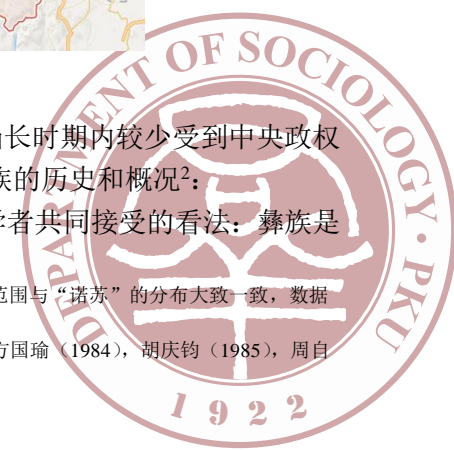 DEPARTMENT OF SOCIOLOGY · PKU
长时期内较少受到中央政权
族的历史和概况2:
学者共同接受的看法:彝族是
范围与“诺苏”的分布大致一致,数据
方国瑜(1984),胡庆钧(1985),周自
1922